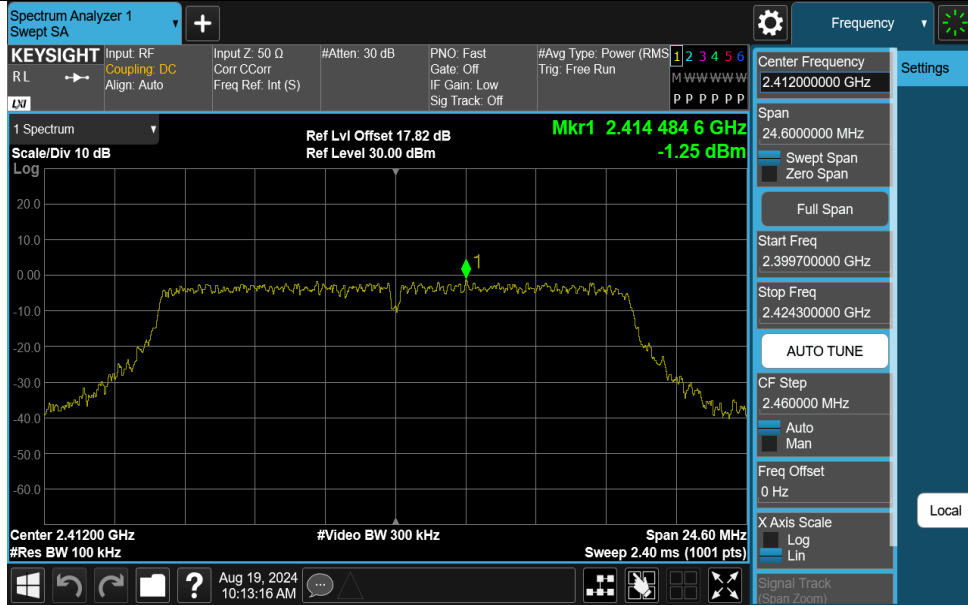 Spectrum Analyzer 1
Swept SA
Frequency
KEYSIGHT
R L
LXI
Input: RF
Coupling: DC
Align: Auto
Input Z: 50 Ω
Corr CCorr
Freq Ref: Int (S)
#Atten: 30 dB
PNO: Fast
Gate: Off
IF Gain: Low
Sig Track: Off
#Avg Type: Power (RMS
Trig: Free Run
1 2 3 4 5 6
M W W W W W
P P P P P P
1 Spectrum
Scale/Div 10 dB
Log
Ref Lvl Offset 17.82 dB
Ref Level 30.00 dBm
Mkr1 2.414 484 6 GHz
-1.25 dBm
1
20.0
10.0
0.00
-10.0
-20.0
-30.0
-40.0
-50.0
-60.0
Center 2.41200 GHz
#Video BW 300 kHz
Span 24.60 MHz
#Res BW 100 kHz
Sweep 2.40 ms (1001 pts)
Aug 19, 2024
10:13:16 AM
Center Frequency
2.412000000 GHz
Span
24.6000000 MHz
Swept Span
Zero Span
Full Span
Start Freq
2.399700000 GHz
Stop Freq
2.424300000 GHz
AUTO TUNE
CF Step
2.460000 MHz
Auto
Man
Freq Offset
0 Hz
X Axis Scale
Log
Lin
Signal Track
(Span Zoom)
Settings
Local